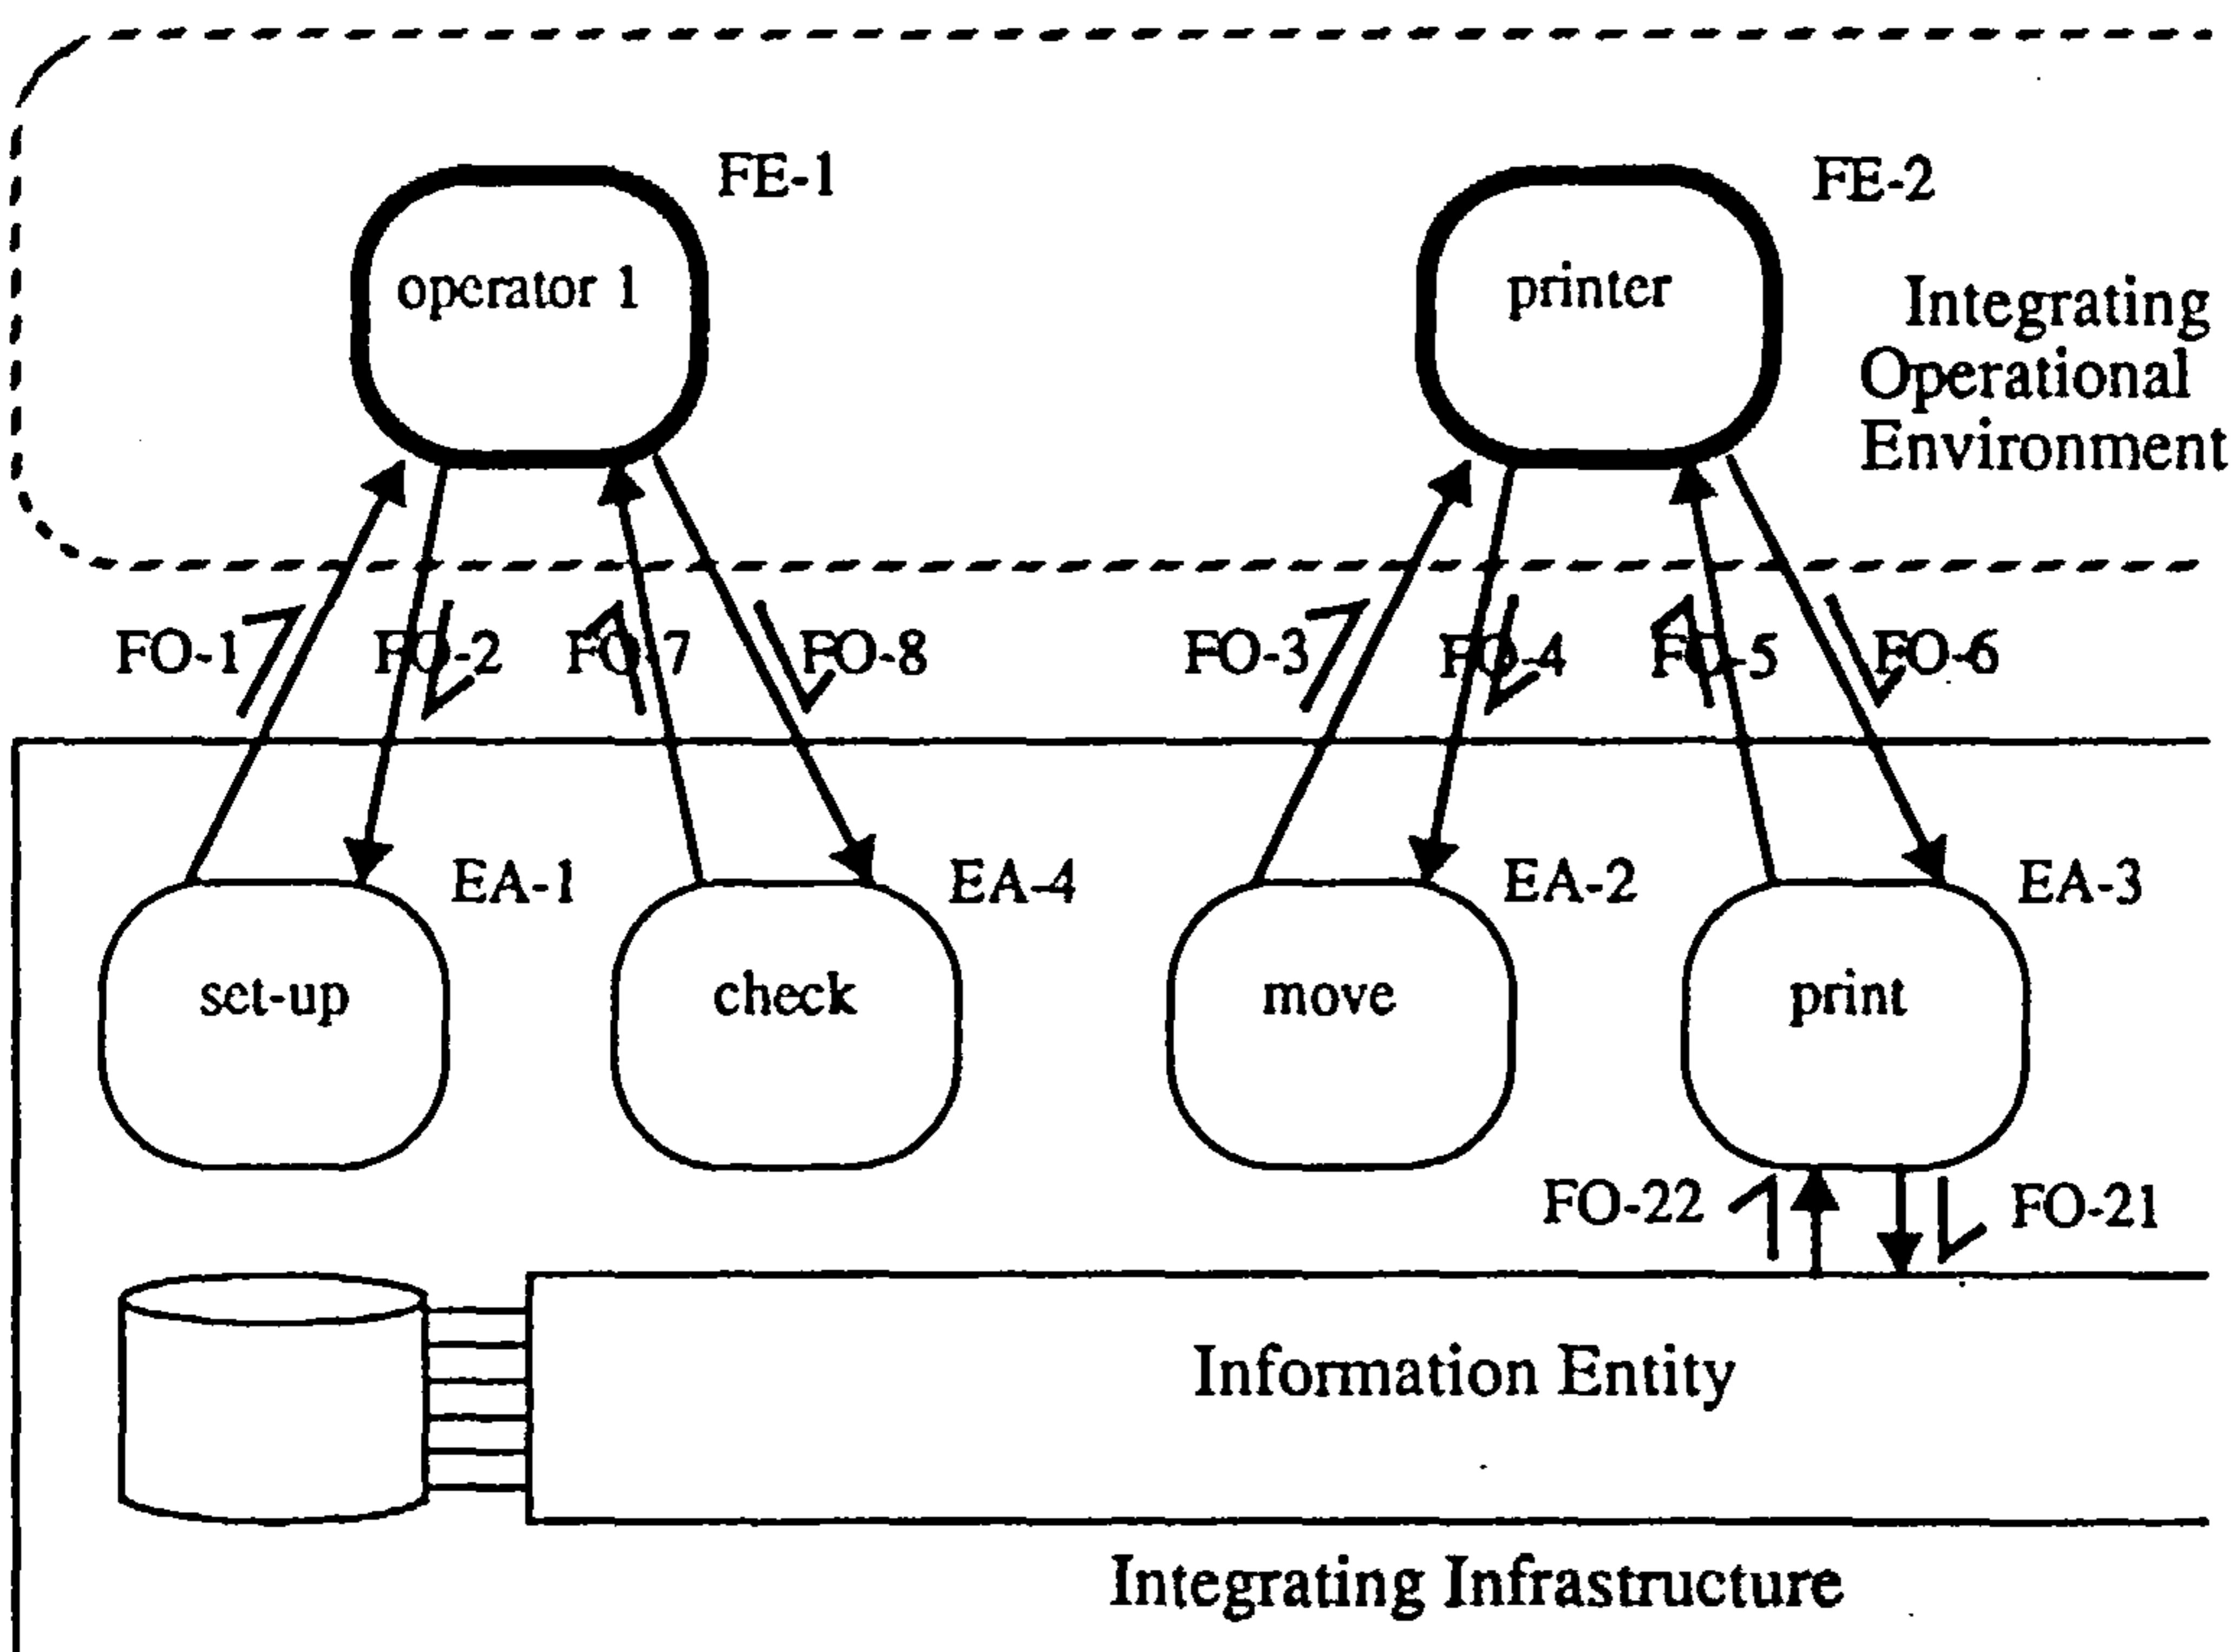 FE-1
FE-2
operator 1
printer
Integrating
Operational
Environment
FO-1
FO-2
FO-7
FO-8
FO-3
FO-4
FO-5
FO-6
EA-1
EA-4
EA-2
EA-3
set-up
check
move
print
FO-22
FO-21
Information Entity
Integrating Infrastructure